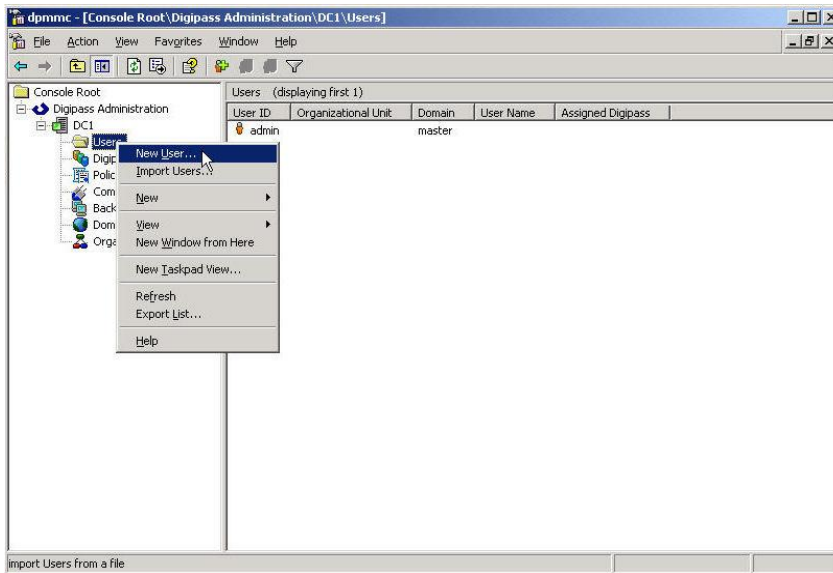 dpmmc - [Console Root\Digipass Administration\DC1\Users]
File Action View Favorites Window Help
Console Root
Digipass Administration
DC1
Users
Digip
Polic
Com
Back
Dom
Orga
Users (displaying first 1)
User ID Organizational Unit Domain User Name Assigned Digipass
admin master
New User...
Import Users...
New
View
New Window from Here
New Taskpad View...
Refresh
Export List...
Help
import Users from a file